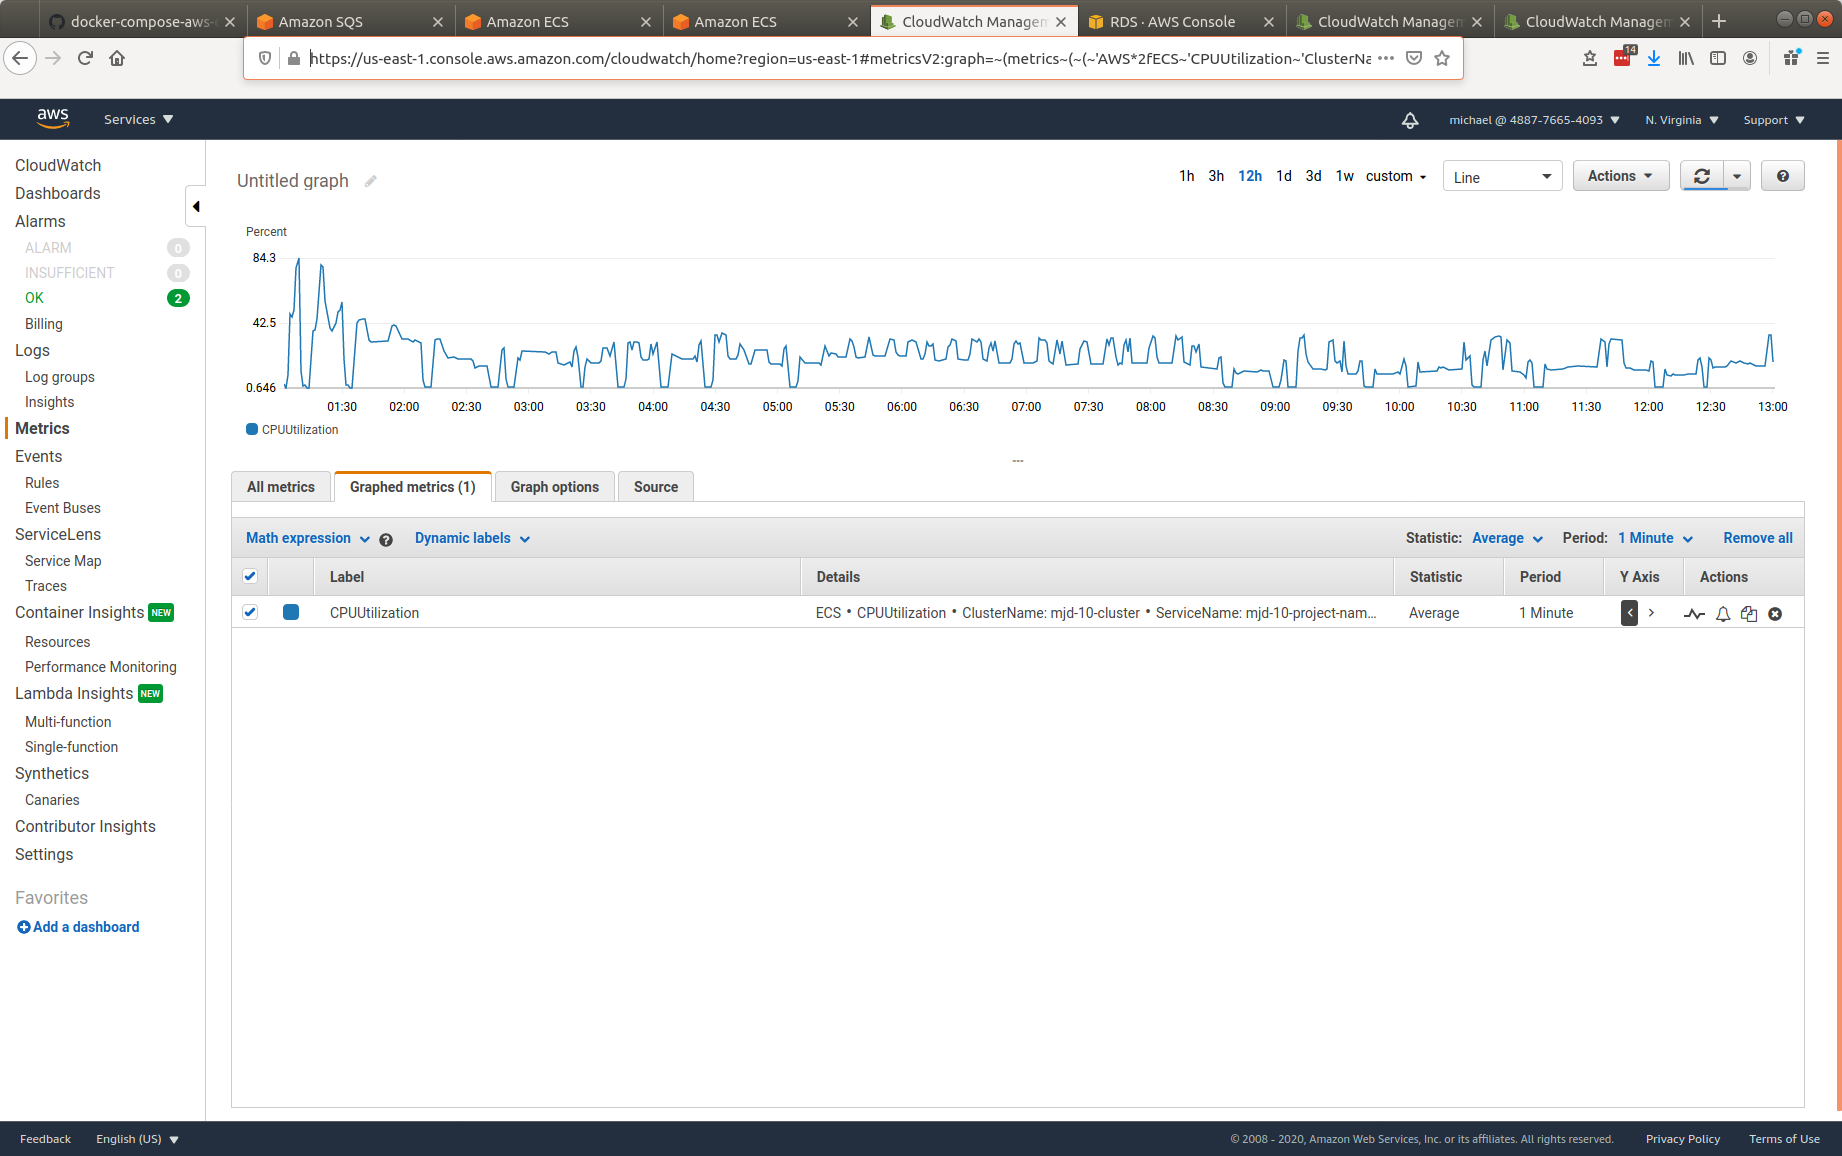 docker-compose-aws-
Amazon SQS
Amazon ECS
Amazon ECS
CloudWatch Managem
RDS · AWS Console
CloudWatch Managem
CloudWatch Managem
https://us-east-1.console.aws.amazon.com/cloudwatch/home?region=us-east-1#metricsV2:graph=~(metrics~(~(~'AWS*2fECS~'CPUUtilization~'ClusterNa
14
aws
Services
michael @ 4887-7665-4093
N. Virginia
Support
CloudWatch
Dashboards
Alarms
ALARM 0
INSUFFICIENT 0
OK 2
Billing
Logs
Log groups
Insights
Metrics
Events
Rules
Event Buses
ServiceLens
Service Map
Traces
Container Insights NEW
Resources
Performance Monitoring
Lambda Insights NEW
Multi-function
Single-function
Synthetics
Canaries
Contributor Insights
Settings
Favorites
Add a dashboard
Untitled graph
1h 3h 12h 1d 3d 1w custom
Line
Actions
Percent
84.3
42.5
0.646
01:30 02:00 02:30 03:00 03:30 04:00 04:30 05:00 05:30 06:00 06:30 07:00 07:30 08:00 08:30 09:00 09:30 10:00 10:30 11:00 11:30 12:00 12:30 13:00
CPUUtilization
All metrics
Graphed metrics (1)
Graph options
Source
Math expression
Dynamic labels
Statistic: Average
Period: 1 Minute
Remove all
Label Details Statistic Period Y Axis Actions
CPUUtilization ECS • CPUUtilization • ClusterName: mjd-10-cluster • ServiceName: mjd-10-project-nam... Average 1 Minute
Feedback
English (US)
© 2008 - 2020, Amazon Web Services, Inc. or its affiliates. All rights reserved.
Privacy Policy
Terms of Use